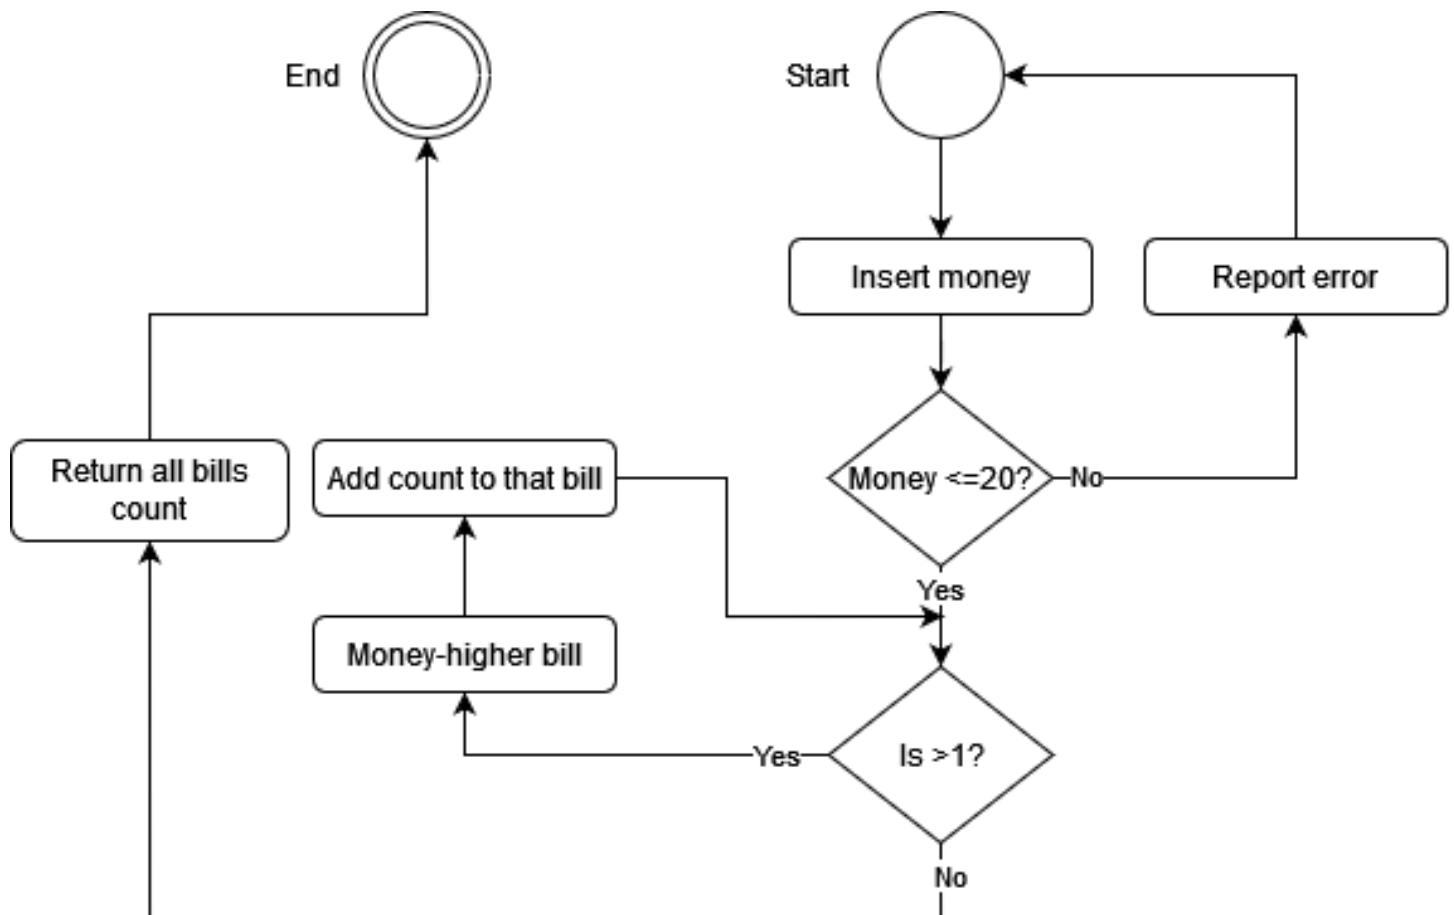 End
Start
Insert money
Report error
Return all bills
count
Add count to that bill
Money <=20?
No
Yes
Money-higher bill
Yes
Is >1?
No